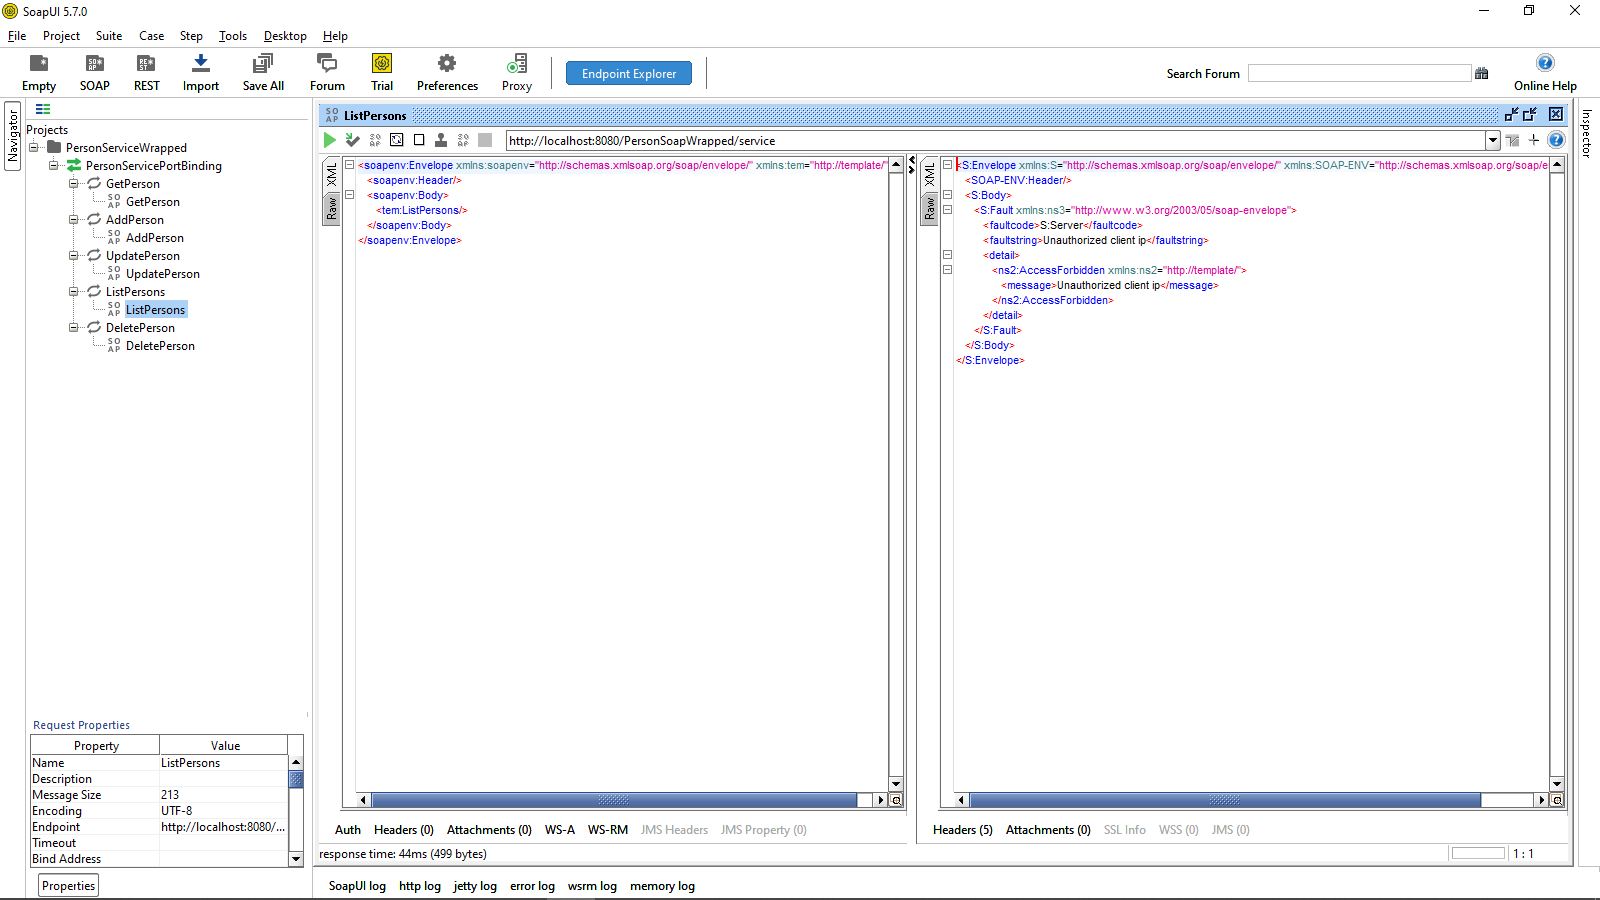 SoapUI 5.7.0
File Project Suite Case Step Tools Desktop Help
Empty SOAP REST Import Save All Forum Trial Preferences Proxy Endpoint Explorer Search Forum Online Help
Navigator
Projects
PersonServiceWrapped
PersonServicePortBinding
GetPerson
SOAP GetPerson
AddPerson
SOAP AddPerson
UpdatePerson
SOAP UpdatePerson
ListPersons
SOAP ListPersons
DeletePerson
SOAP DeletePerson
Request Properties
Property Value
Name ListPersons
Description
Message Size 213
Encoding UTF-8
Endpoint http://localhost:8080/...
Timeout
Bind Address
Properties
SOAP ListPersons
http://localhost:8080/PersonSoapWrapped/service
XML
Raw
<soapenv:Envelope xmlns:soapenv="http://schemas.xmlsoap.org/soap/envelope/" xmlns:tem="http://template/"
<soapenv:Header/>
<soapenv:Body>
<tem:ListPersons/>
</soapenv:Body>
</soapenv:Envelope>
XML
Raw
<S:Envelope xmlns:S="http://schemas.xmlsoap.org/soap/envelope/" xmlns:SOAP-ENV="http://schemas.xmlsoap.org/soap/e
<SOAP-ENV:Header/>
<S:Body>
<S:Fault xmlns:ns3="http://www.w3.org/2003/05/soap-envelope">
<faultcode>S:Server</faultcode>
<faultstring>Unauthorized client ip</faultstring>
<detail>
<ns2:AccessForbidden xmlns:ns2="http://template/">
<message>Unauthorized client ip</message>
</ns2:AccessForbidden>
</detail>
</S:Fault>
</S:Body>
</S:Envelope>
Auth Headers (0) Attachments (0) WS-A WS-RM JMS Headers JMS Property (0)
Headers (5) Attachments (0) SSL Info WSS (0) JMS (0)
response time: 44ms (499 bytes)
1 : 1
SoapUI log http log jetty log error log wsrm log memory log
Inspector